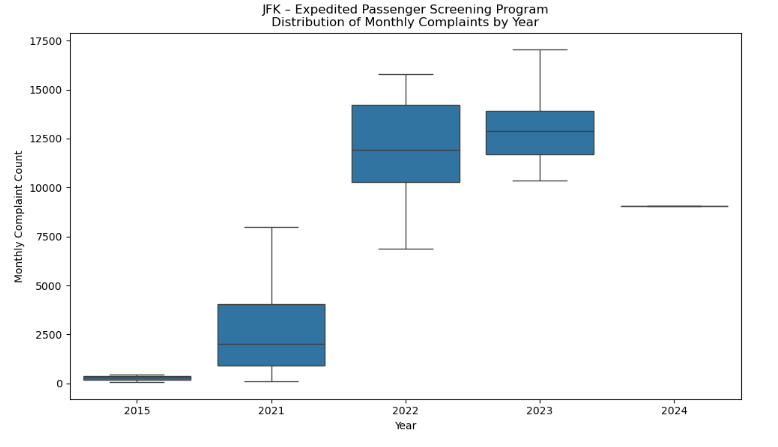 JFK – Expedited Passenger Screening Program
Distribution of Monthly Complaints by Year
17500
15000
12500
10000
7500
5000
2500
0
Monthly Complaint Count
2015 2021 2022 2023 2024
Year